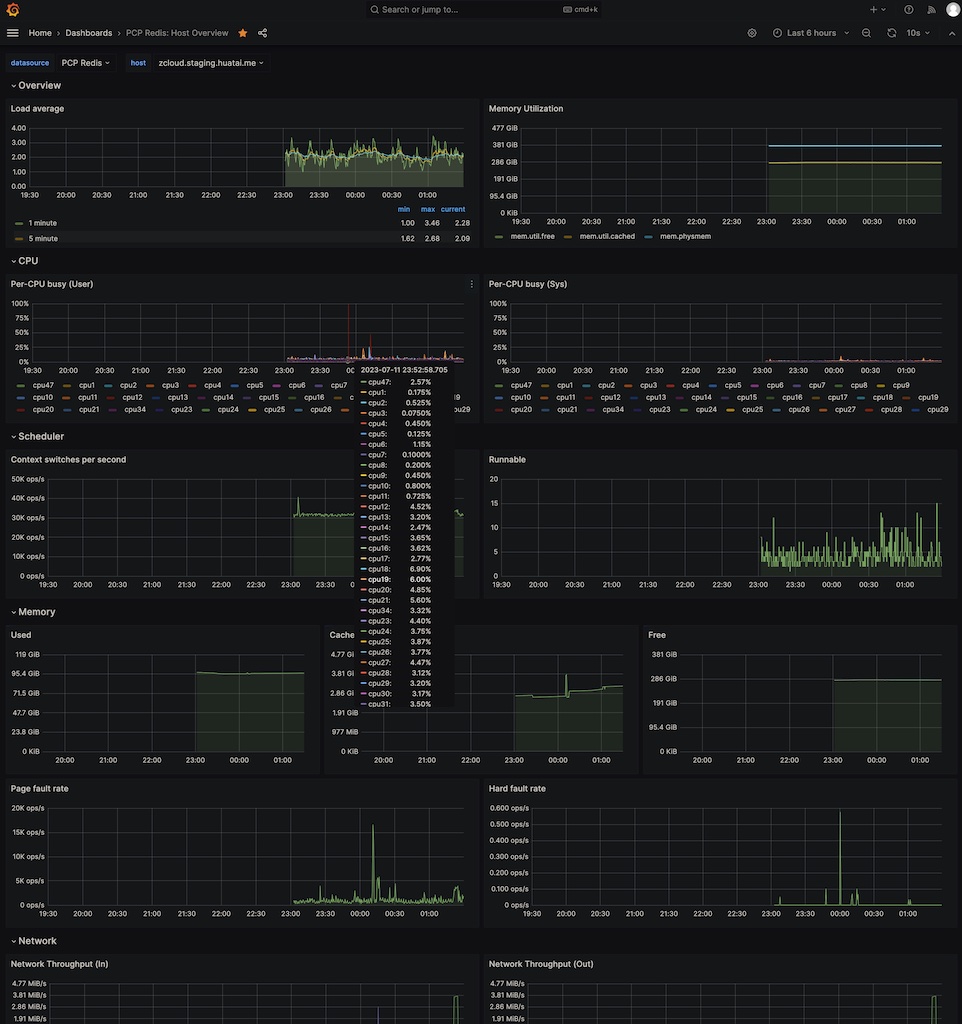 Search or jump to... cmd+k
Home Dashboards PCP Redis: Host Overview Last 6 hours 10s
datasource PCP Redis host zcloud.staging.huatai.me
Overview
Load average
4.00
3.00
2.00
1.00
0.00
19:30 20:00 20:30 21:00 21:30 22:00 22:30 23:00 23:30 00:00 00:30 01:00
min max current
1 minute 1.00 3.46 2.28
5 minute 1.62 2.68 2.09
Memory Utilization
477 GiB
381 GiB
286 GiB
191 GiB
95.4 GiB
0 KiB
19:30 20:00 20:30 21:00 21:30 22:00 22:30 23:00 23:30 00:00 00:30 01:00
mem.util.free mem.util.cached mem.physmem
CPU
Per-CPU busy (User)
100%
75%
50%
25%
0%
19:30 20:00 20:30 21:00 21:30 22:00 22:30 23:00 23:30
cpu47 cpu1 cpu2 cpu3 cpu4 cpu5 cpu6 cpu7
cpu10 cpu11 cpu12 cpu13 cpu14 cpu15 cpu16
cpu20 cpu21 cpu34 cpu23 cpu24 cpu25 cpu26
Per-CPU busy (Sys)
100%
75%
50%
25%
0%
19:30 20:00 20:30 21:00 21:30 22:00 22:30 23:00 23:30 00:00 00:30 01:00
cpu47 cpu1 cpu2 cpu3 cpu4 cpu5 cpu6 cpu7 cpu8 cpu9
cpu10 cpu11 cpu12 cpu13 cpu14 cpu15 cpu16 cpu17 cpu18 cpu19
cpu20 cpu21 cpu34 cpu23 cpu24 cpu25 cpu26 cpu27 cpu28 cpu29
2023-07-11 23:52:58.705
cpu47: 2.57%
cpu1: 0.175%
cpu2: 0.525%
cpu3: 0.0750%
cpu4: 0.450%
cpu5: 0.125%
cpu6: 1.15%
cpu7: 0.1000%
cpu8: 0.200%
cpu9: 0.450%
cpu10: 0.800%
cpu11: 0.725%
cpu12: 4.52%
cpu13: 3.20%
cpu14: 2.47%
cpu15: 3.65%
cpu16: 3.62%
cpu17: 2.77%
cpu18: 6.90%
cpu19: 6.00%
cpu20: 4.85%
cpu21: 5.60%
cpu34: 3.32%
cpu23: 4.40%
cpu24: 3.75%
cpu25: 3.87%
cpu26: 3.77%
cpu27: 4.47%
cpu28: 3.12%
cpu29: 3.20%
cpu30: 3.17%
cpu31: 3.50%
Scheduler
Context switches per second
50K ops/s
40K ops/s
30K ops/s
20K ops/s
10K ops/s
0 ops/s
19:30 20:00 20:30 21:00 21:30 22:00 22:30 23:00 23:30
Runnable
20
15
10
5
0
19:30 20:00 20:30 21:00 21:30 22:00 22:30 23:00 23:30 00:00 00:30 01:00
Memory
Used
119 GiB
95.4 GiB
71.5 GiB
47.7 GiB
23.8 GiB
0 KiB
20:00 21:00 22:00 23:00 00:00 01:00
Cache
4.77 Gi
3.81 Gi
2.86 Gi
1.91 GiB
977 MiB
0 KiB
20:00 21:00 22:00 23:00 00:00 01:00
Free
381 GiB
286 GiB
191 GiB
95.4 GiB
0 KiB
20:00 21:00 22:00 23:00 00:00 01:00
Page fault rate
20K ops/s
15K ops/s
10K ops/s
5K ops/s
0 ops/s
19:30 20:00 20:30 21:00 21:30 22:00 22:30 23:00 23:30 00:00 00:30 01:00
Hard fault rate
0.600 ops/s
0.500 ops/s
0.400 ops/s
0.300 ops/s
0.200 ops/s
0.100 ops/s
0 ops/s
19:30 20:00 20:30 21:00 21:30 22:00 22:30 23:00 23:30 00:00 00:30 01:00
Network
Network Throughput (In)
4.77 MiB/s
3.81 MiB/s
2.86 MiB/s
1.91 MiB/s
Network Throughput (Out)
4.77 MiB/s
3.81 MiB/s
2.86 MiB/s
1.91 MiB/s